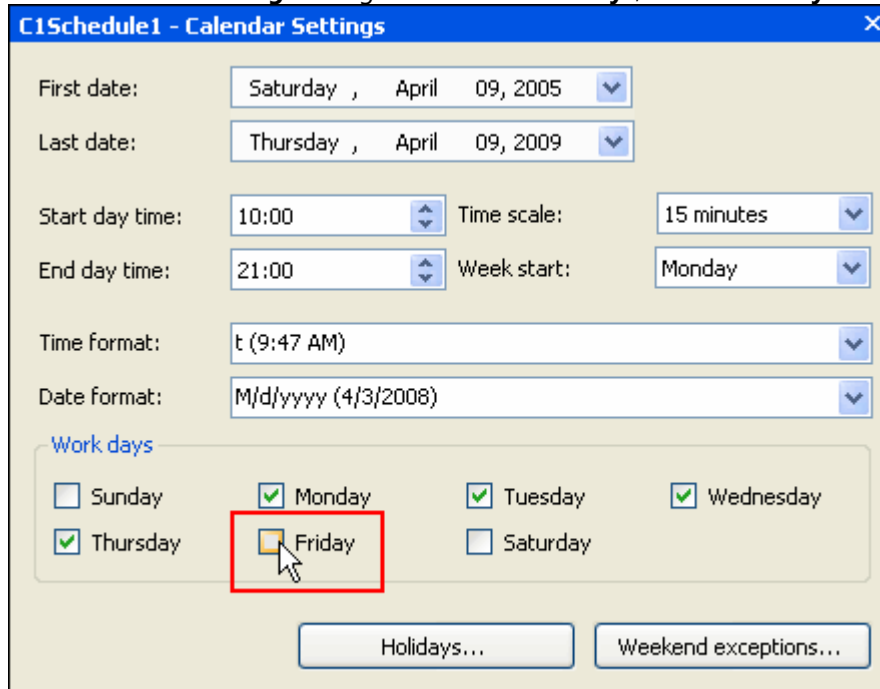 C1Schedule1 - Calendar Settings
First date: Saturday , April 09, 2005
Last date: Thursday , April 09, 2009
Start day time: 10:00 Time scale: 15 minutes
End day time: 21:00 Week start: Monday
Time format: t (9:47 AM)
Date format: M/d/yyyy (4/3/2008)
Work days
Sunday Monday Tuesday Wednesday
Thursday Friday Saturday
Holidays... Weekend exceptions...